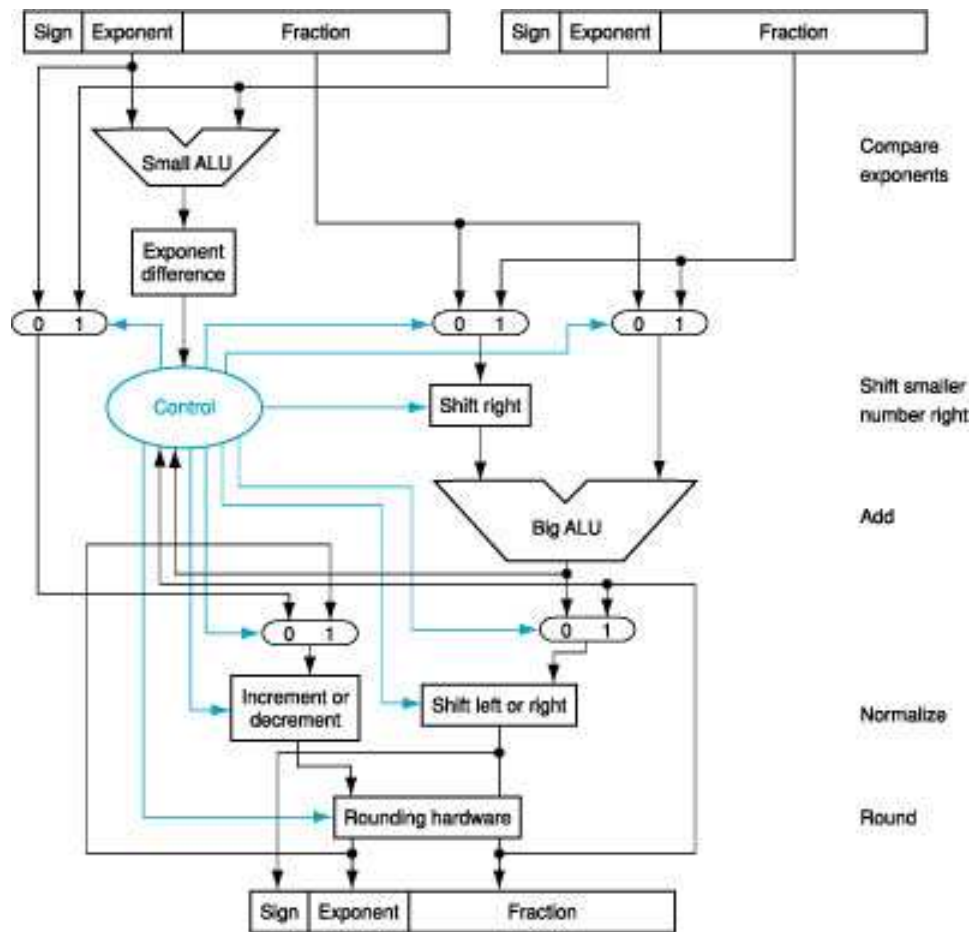 Sign Exponent Fraction Sign Exponent Fraction
Small ALU
Compare
exponents
Exponent
difference
0 1 0 1 0 1
Control
Shift right
Shift smaller
number right
Big ALU
Add
0 1 0 1
Increment or
decrement
Shift left or right
Normalize
Rounding hardware
Round
Sign Exponent Fraction